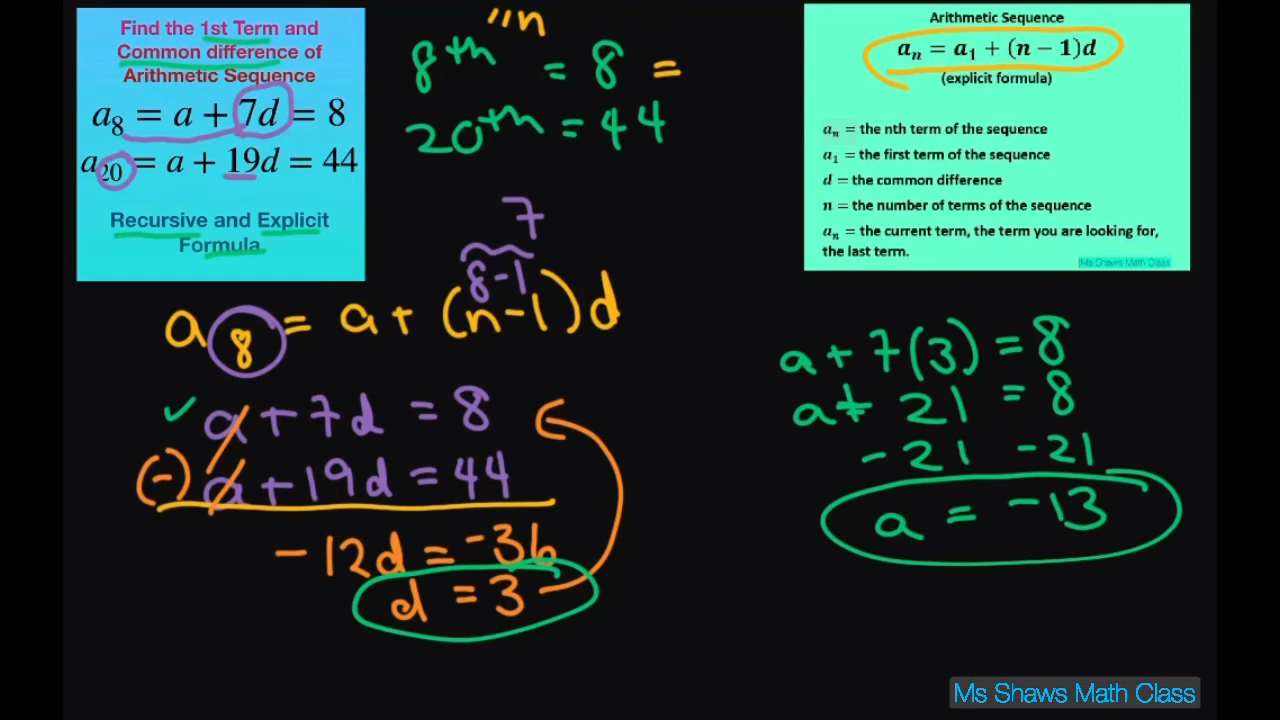 Find the 1st Term and
Common difference of
Arithmetic Sequence
a₈ = a + 7d = 8
a₂₀ = a + 19d = 44
Recursive and Explicit
Formula
"n
8th = 8 =
20th = 44
Arithmetic Sequence
aₙ = a₁ + (n − 1)d
(explicit formula)
aₙ = the nth term of the sequence
a₁ = the first term of the sequence
d = the common difference
n = the number of terms of the sequence
aₙ = the current term, the term you are looking for,
the last term.
Ms Shaws Math Class
7
8-1
a₈ = a + (n-1)d
✓ a + 7d = 8
(-) a + 19d = 44
-12d = -36
d = 3
a + 7(3) = 8
a + 21 = 8
-21 -21
a = -13
Ms Shaws Math Class